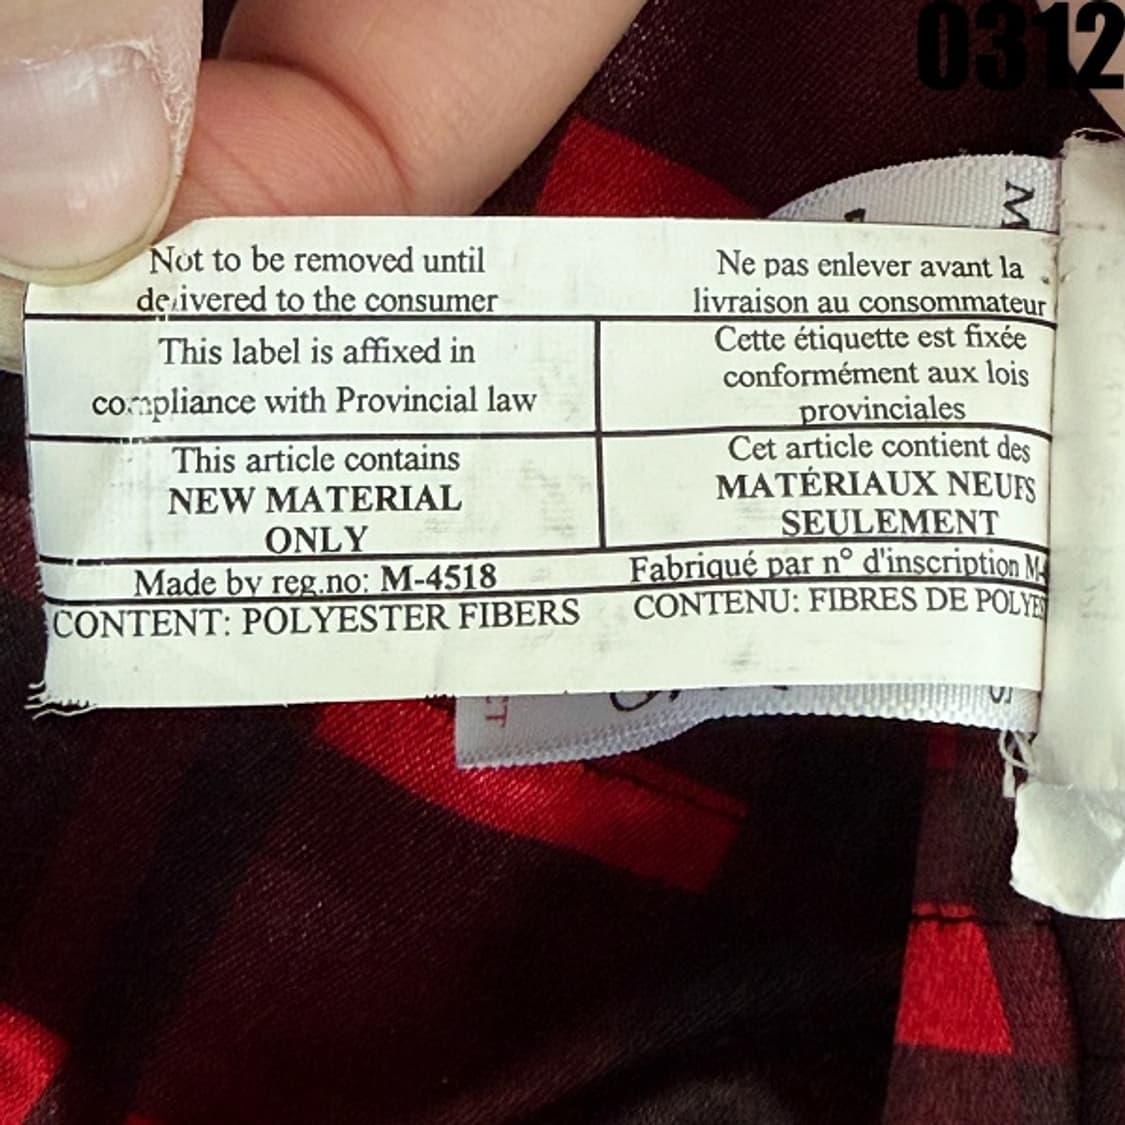 0312
M
Not to be removed until
delivered to the consumer
Ne pas enlever avant la
livraison au consommateur
This label is affixed in
compliance with Provincial law
Cette étiquette est fixée
conformément aux lois
provinciales
This article contains
NEW MATERIAL
ONLY
Cet article contient des
MATÉRIAUX NEUFS
SEULEMENT
Made by reg.no: M-4518
Fabriqué par n° d'inscription M-
CONTENT: POLYESTER FIBERS
CONTENU: FIBRES DE POLYES
CT